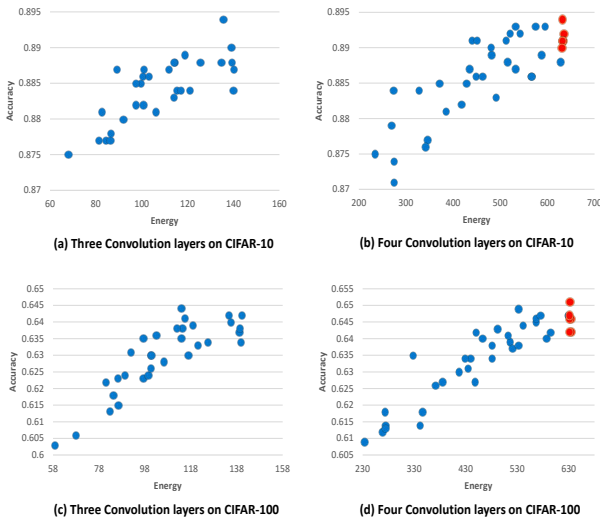 0.895
0.89
0.885
0.88
0.875
0.87
Accuracy
60 80 100 120 140 160
Energy
(a) Three Convolution layers on CIFAR-10
0.895
0.89
0.885
0.88
0.875
0.87
Accuracy
200 300 400 500 600 700
Energy
(b) Four Convolution layers on CIFAR-10
0.65
0.645
0.64
0.635
0.63
0.625
0.62
0.615
0.61
0.605
0.6
Accuracy
58 78 98 118 138 158
Energy
(c) Three Convolution layers on CIFAR-100
0.655
0.65
0.645
0.64
0.635
0.63
0.625
0.62
0.615
0.61
0.605
Accuracy
230 330 430 530 630
Energy
(d) Four Convolution layers on CIFAR-100